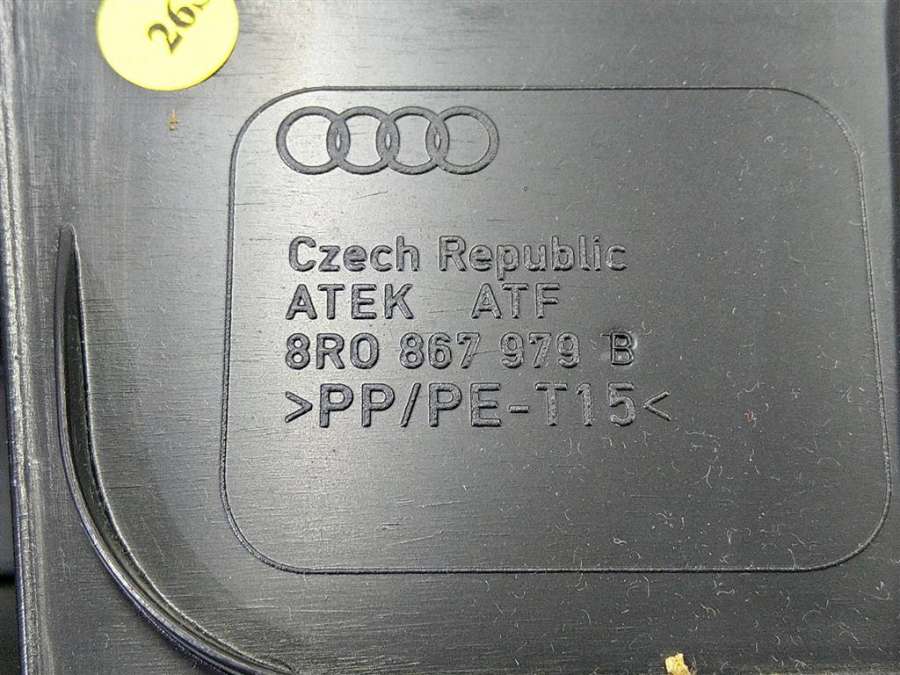 Czech Republic
ATEK ATF
8R0 867 979 B
>PP/PE-T15<